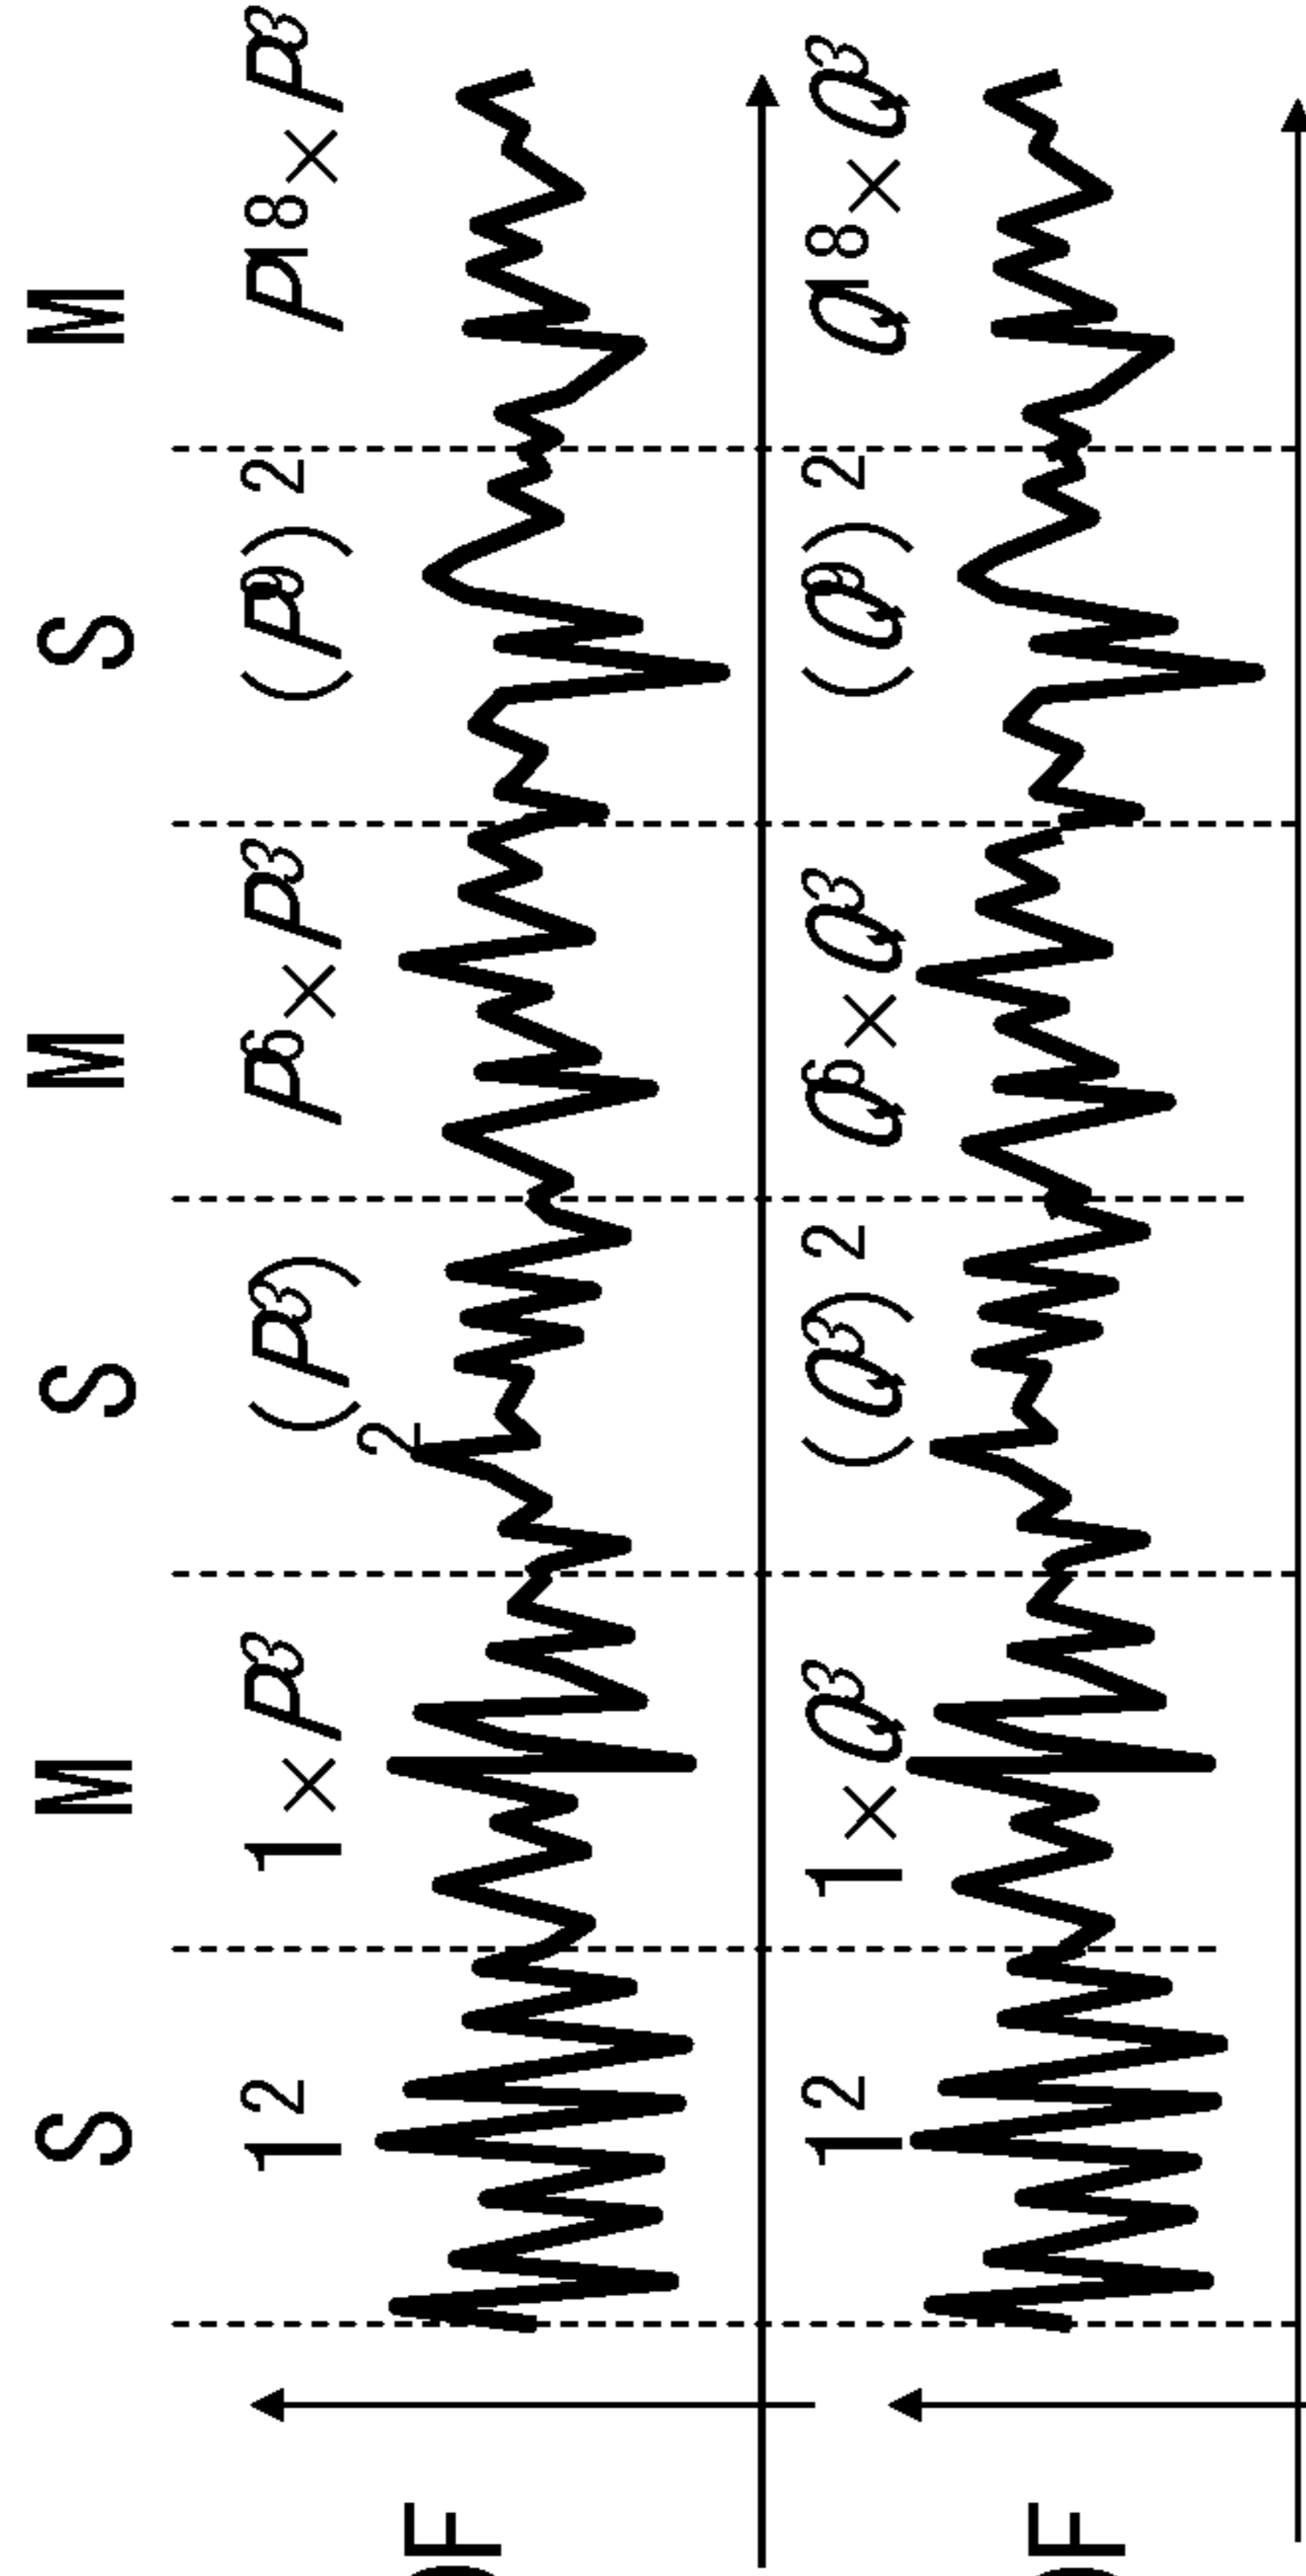 S M S M S M
1² 1×P³ (P³)² P⁶×P³ (P⁹)² P¹⁸×P³
1² 1×Q³ (Q³)² Q⁶×Q³ (Q⁹)² Q¹⁸×Q³